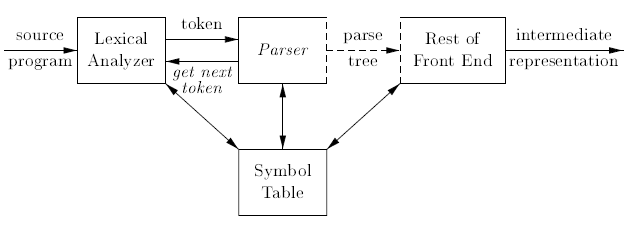 source
program
Lexical
Analyzer
token
get next
token
Parser
parse
tree
Rest of
Front End
intermediate
representation
Symbol
Table